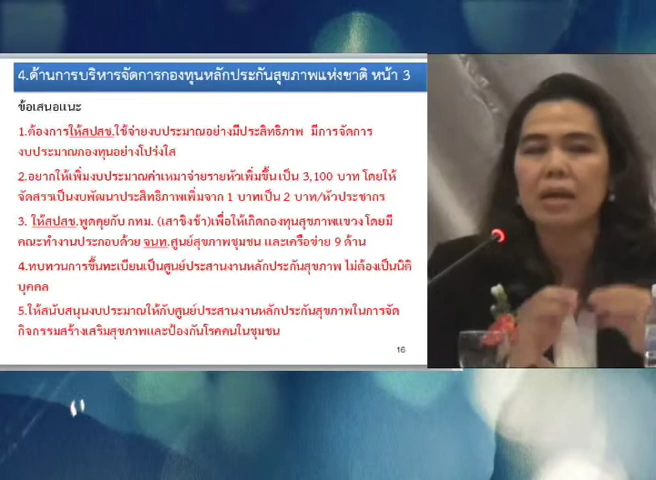 4.ด้านการบริหารจัดการกองทุนหลักประกันสุขภาพแห่งชาติ หน้า 3
ข้อเสนอแนะ
1.ต้องการให้สปสช.ใช้จ่ายงบประมาณอย่างมีประสิทธิภาพ มีการจัดการ
งบประมาณกองทุนอย่างโปร่งใส
2.อยากให้เพิ่มงบประมาณค่าเหมาจ่ายรายหัวเพิ่มขึ้นเป็น 3,100 บาท โดยให้
จัดสรรเป็นงบพัฒนาประสิทธิภาพเพิ่มจาก 1 บาทเป็น 2 บาท/หัวประชากร
3. ให้สปสช.พูดคุยกับ กทม. (เสาชิงช้า)เพื่อให้เกิดกองทุนสุขภาพแขวง โดยมี
คณะทำงานประกอบด้วย จนท.ศูนย์สุขภาพชุมชน และเครือข่าย 9 ด้าน
4.ทบทวนการขึ้นทะเบียนเป็นศูนย์ประสานงานหลักประกันสุขภาพ ไม่ต้องเป็นนิติ
บุคคล
5.ให้สนับสนุนงบประมาณให้กับศูนย์ประสานงานหลักประกันสุขภาพในการจัด
กิจกรรมสร้างเสริมสุขภาพและป้องกันโรคคนในชุมชน
16